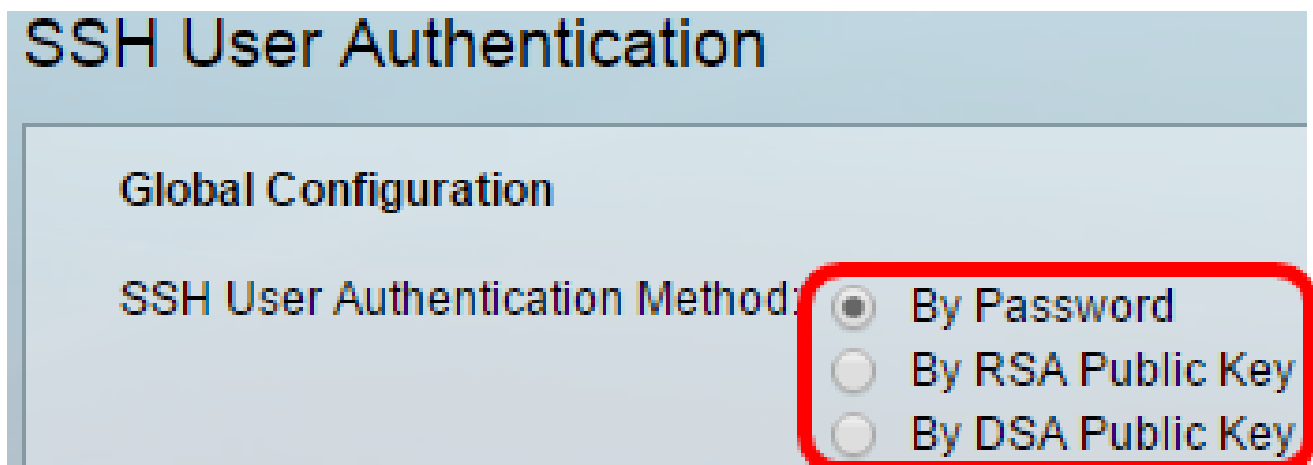 SSH User Authentication
Global Configuration
SSH User Authentication Method:
By Password
By RSA Public Key
By DSA Public Key